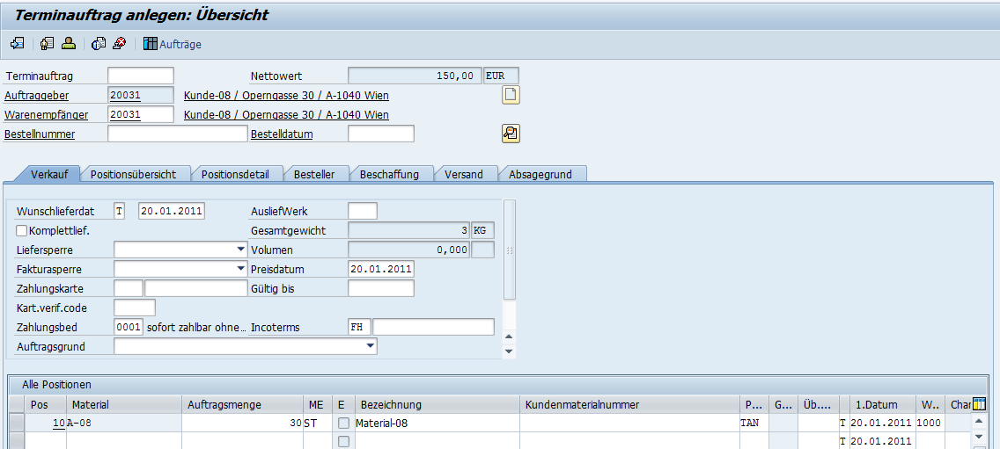 Terminauftrag anlegen: Übersicht
Aufträge
Terminauftrag Nettowert 150,00 EUR
Auftraggeber 20031 Kunde-08 / Operngasse 30 / A-1040 Wien
Warenempfänger 20031 Kunde-08 / Operngasse 30 / A-1040 Wien
Bestellnummer Bestelldatum
Verkauf Positionsübersicht Positionsdetail Besteller Beschaffung Versand Absagegrund
Wunschlieferdat T 20.01.2011 AusliefWerk
Komplettlief. Gesamtgewicht 3 KG
Liefersperre Volumen 0,000
Fakturasperre Preisdatum 20.01.2011
Zahlungskarte Gültig bis
Kart.verif.code
Zahlungsbed 0001 sofort zahlbar ohne... Incoterms FH
Auftragsgrund
Alle Positionen
Pos Material Auftragsmenge ME E Bezeichnung Kundenmaterialnummer P... G... Üb.... 1.Datum W... Char
10 A-08 30 ST Material-08 TAN T 20.01.2011 1000
T 20.01.2011